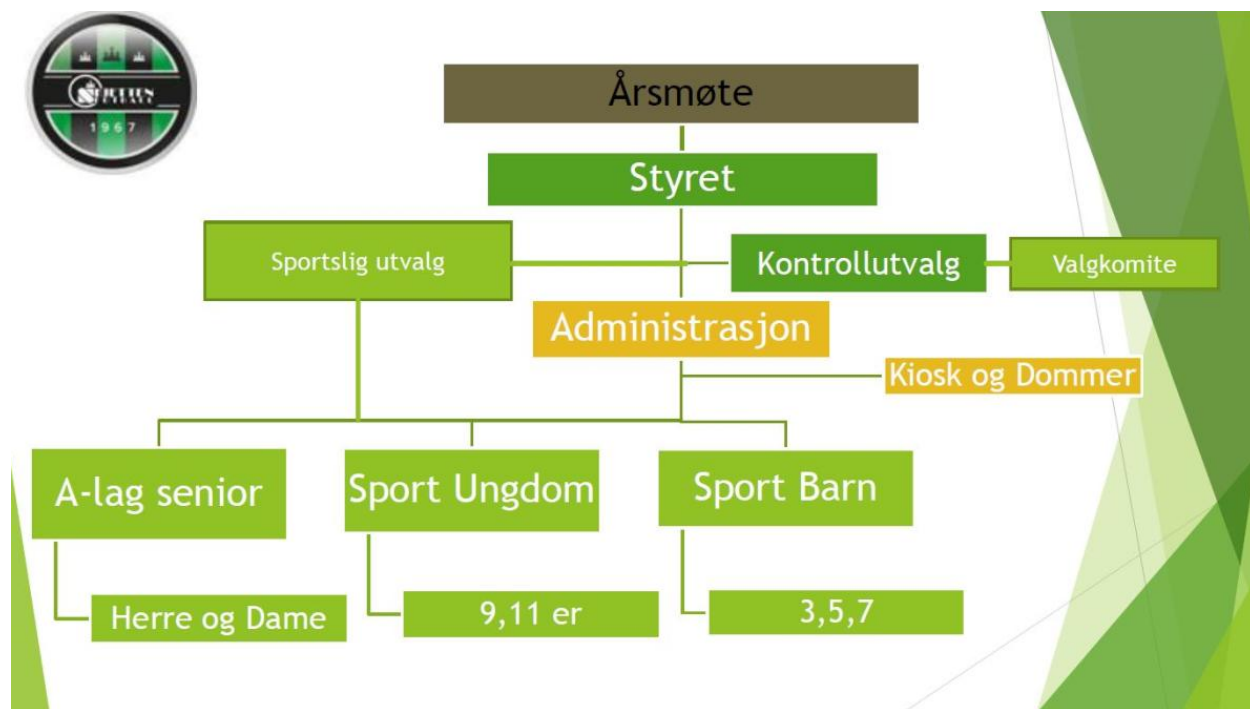 1967
Årsmøte
Styret
Sportslig utvalg
Kontrollutvalg
Valgkomite
Administrasjon
Kiosk og Dommer
A-lag senior
Sport Ungdom
Sport Barn
Herre og Dame
9,11 er
3,5,7